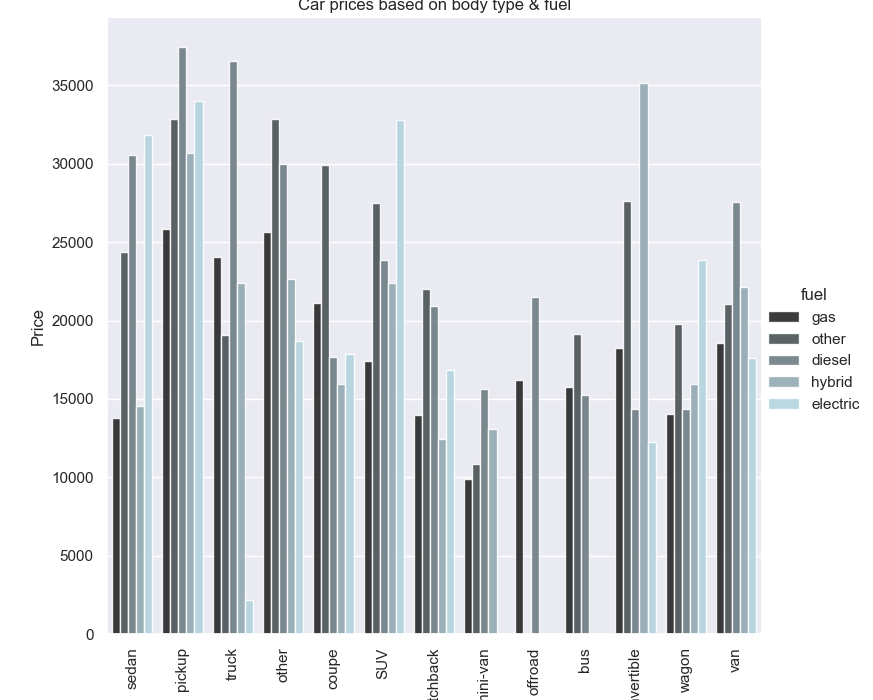 Car prices based on body type & fuel
35000
30000
25000
20000
15000
10000
5000
0
Price
sedan
pickup
truck
other
coupe
SUV
tchback
ini-van
offroad
bus
vertible
wagon
van
fuel
gas
other
diesel
hybrid
electric